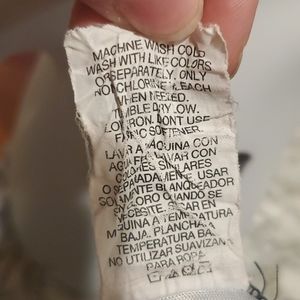 MACHINE WASH COLD
WASH WITH LIKE COLORS
OR SEPARATELY. ONLY
NON CHLORINE BLEACH
WHEN NEEDED.
TUMBLE DRY LOW.
LOW IRON. DONT USE
FABRIC SOFTENER.
LAVAR A MAQUINA CON
AGUA FRIA. LAVAR CON
COLORES SIMILARES
O SEPARADAMENTE. USAR
SOLAMENTE BLANQUEADOR
SIN CLORO CUANDO SE
NECESITE. SECAR EN
MAQUINA A TEMPERATURA
BAJA. PLANCHA A
TEMPERATURA BAJA.
NO UTILIZAR SUAVIZANTE
PARA ROPA.